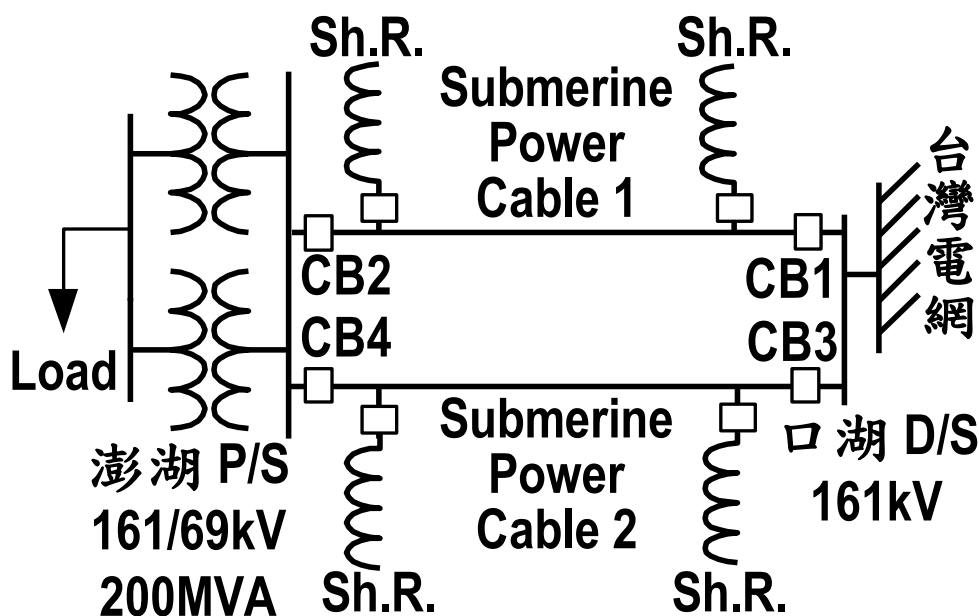 Sh.R.
Sh.R.
Submerine
Power
Cable 1
台灣電網
CB2
CB1
CB4
CB3
Load
Submerine
Power
Cable 2
澎湖 P/S
161/69kV
200MVA
口湖 D/S
161kV
Sh.R.
Sh.R.